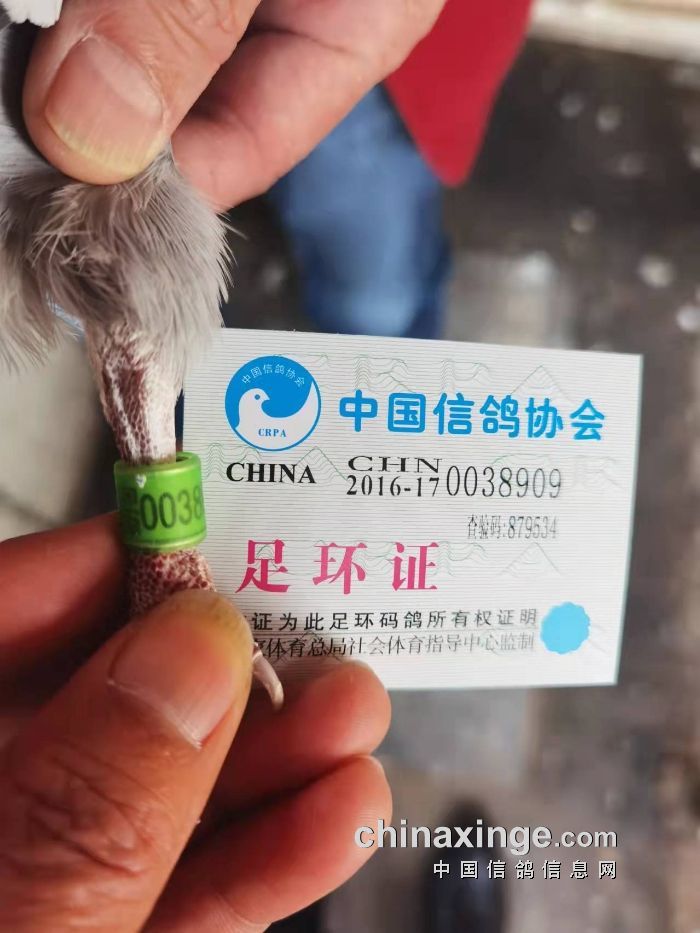 中国信鸽协会
CRPA
中国信鸽协会
CHINA
CHN
2016-17 0038909
查验码:879534
0038
足环证
证为此足环码鸽所有权证明
体育总局社会体育指导中心监制
chinaxinge.com
中国信鸽信息网